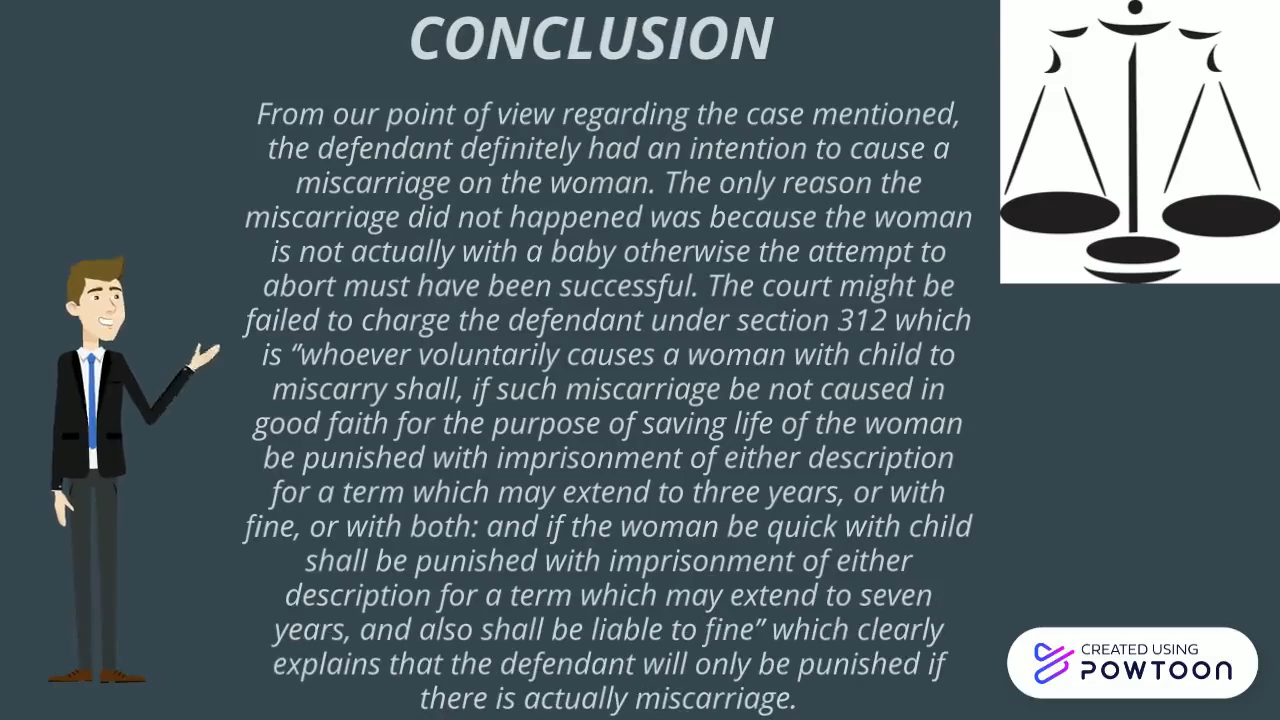 CONCLUSION
From our point of view regarding the case mentioned,
the defendant definitely had an intention to cause a
miscarriage on the woman. The only reason the
miscarriage did not happened was because the woman
is not actually with a baby otherwise the attempt to
abort must have been successful. The court might be
failed to charge the defendant under section 312 which
is “whoever voluntarily causes a woman with child to
miscarry shall, if such miscarriage be not caused in
good faith for the purpose of saving life of the woman
be punished with imprisonment of either description
for a term which may extend to three years, or with
fine, or with both: and if the woman be quick with child
shall be punished with imprisonment of either
description for a term which may extend to seven
years, and also shall be liable to fine” which clearly
explains that the defendant will only be punished if
there is actually miscarriage.
CREATED USING
POWTOON